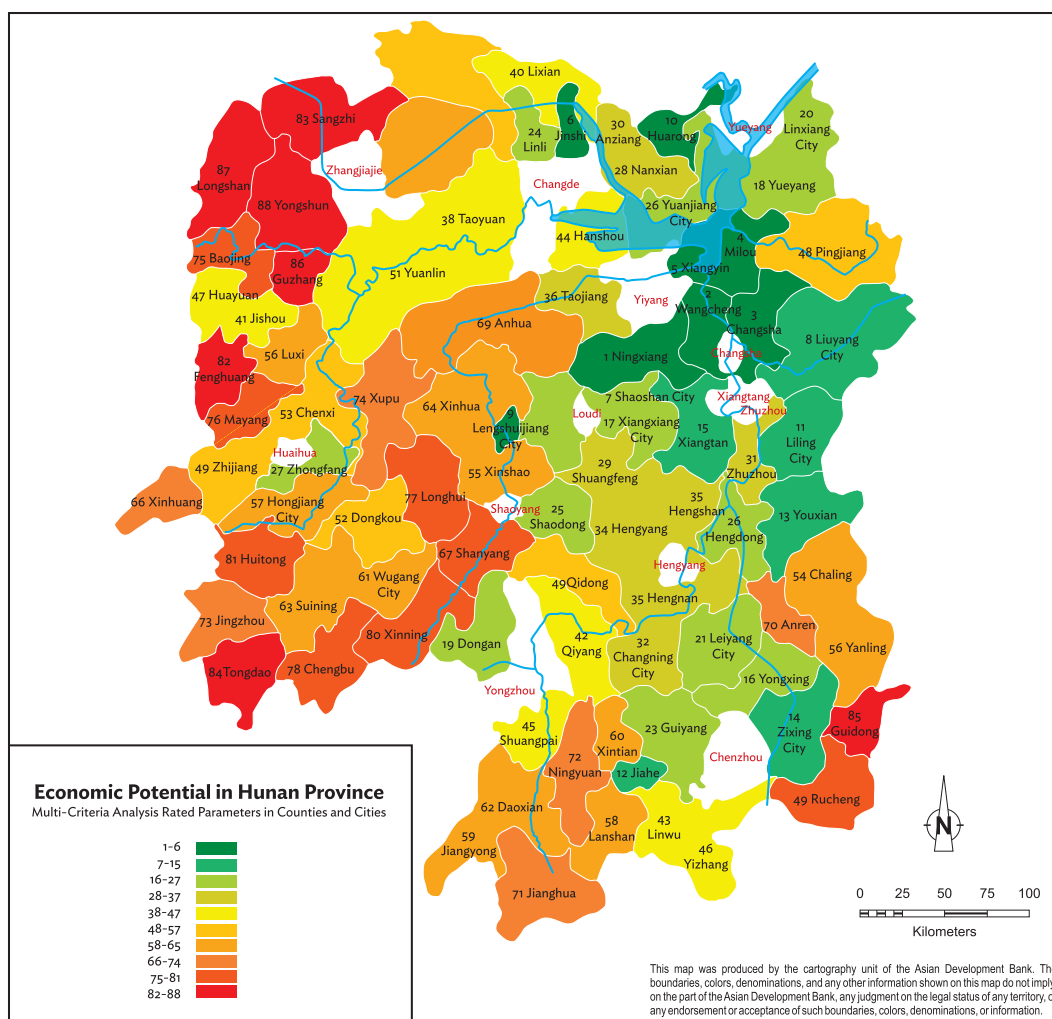 40 Lixian
83 Sangzhi
24
Linli
6
Jinshi
30
Anziang
10
Huarong
Yueyang
20
Linxiang
City
87
Longshan
Zhangjiajie
28 Nanxian
Changde
18 Yueyang
88 Yongshun
38 Taoyuan
26 Yuanjiang
City
44 Hanshou
4
Milou
48 Pingjiang
75 Baojing
86
Guzhang
51 Yuanlin
5 Xiangyin
47 Huayuan
36 Taojiang
Yiyang
2
Wangcheng
41 Jishou
69 Anhua
3
Changsha
8 Liuyang
City
56 Luxi
1 Ningxiang
Changsha
82
Fenghuang
74 Xupu
64 Xinhua
7 Shaoshan City
Xiangtang
Zhuzhou
76 Mayang
53 Chenxi
9
Lengshuijiang
City
Loudi
17 Xiangxiang
City
15
Xiangtan
11
Liling
City
Huaihua
27 Zhongfang
49 Zhijiang
55 Xinshao
29
Shuangfeng
31
Zhuzhou
66 Xinhuang
57 Hongjiang
City
77 Longhui
Shaoyang
25
Shaodong
35
Hengshan
52 Dongkou
34 Hengyang
26
Hengdong
13 Youxian
81 Huitong
67 Shanyang
Hengyang
54 Chaling
61 Wugang
City
49Qidong
35 Hengnan
63 Suining
73 Jingzhou
80 Xinning
19 Dongan
42
Qiyang
32
Changning
City
21 Leiyang
City
70 Anren
56 Yanling
84Tongdao
78 Chengbu
16 Yongxing
Yongzhou
45
Shuangpai
60
Xintian
23 Guiyang
14
Zixing
City
85
Guidong
72
Ningyuan
Chenzhou
12 Jiahe
49 Rucheng
62 Daoxian
58
Lanshan
43
Linwu
59
Jiangyong
46
Yizhang
71 Jianghua
Economic Potential in Hunan Province
Multi-Criteria Analysis Rated Parameters in Counties and Cities
1-6
7-15
16-27
28-37
38-47
48-57
58-65
66-74
75-81
82-88
N
0 25 50 75 100
Kilometers
This map was produced by the cartography unit of the Asian Development Bank. The
boundaries, colors, denominations, and any other information shown on this map do not imply,
on the part of the Asian Development Bank, any judgment on the legal status of any territory, o
any endorsement or acceptance of such boundaries, colors, denominations, or information.